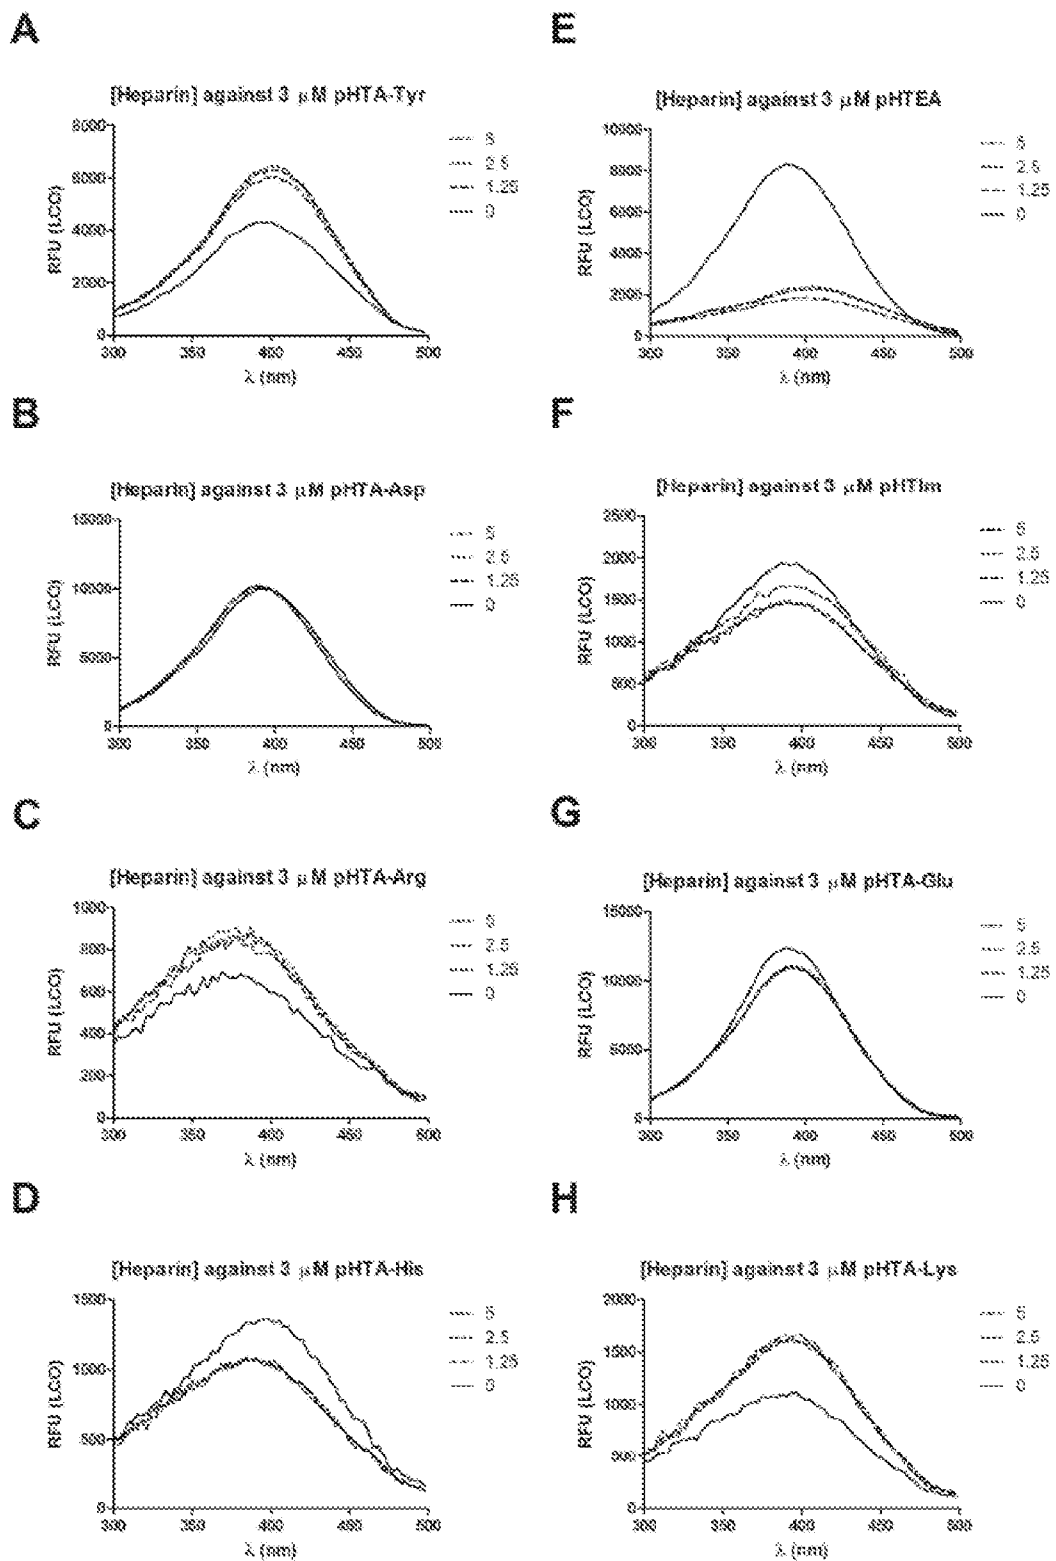 A
[Heparin] against 3 μM pHTA-Tyr
8000
6000
4000
2000
0
RFU (LCO)
300 350 400 450 500
λ (nm)
5
2.5
1.25
0
B
[Heparin] against 3 μM pHTA-Asp
15000
10000
5000
0
RFU (LCO)
300 350 400 450 500
λ (nm)
5
2.5
1.25
0
C
[Heparin] against 3 μM pHTA-Arg
1000
800
600
400
200
0
RFU (LCO)
300 350 400 450 500
λ (nm)
5
2.5
1.25
0
D
[Heparin] against 3 μM pHTA-His
1500
1000
500
0
RFU (LCO)
300 350 400 450 500
λ (nm)
5
2.5
1.25
0
E
[Heparin] against 3 μM pHTEA
10000
8000
6000
4000
2000
0
RFU (LCO)
300 350 400 450 500
λ (nm)
5
2.5
1.25
0
F
[Heparin] against 3 μM pHTIm
2500
2000
1500
1000
500
0
RFU (LCO)
300 350 400 450 500
λ (nm)
5
2.5
1.25
0
G
[Heparin] against 3 μM pHTA-Glu
15000
10000
5000
0
RFU (LCO)
300 350 400 450 500
λ (nm)
5
2.5
1.25
0
H
[Heparin] against 3 μM pHTA-Lys
2000
1500
1000
500
0
RFU (LCO)
300 350 400 450 500
λ (nm)
5
2.5
1.25
0